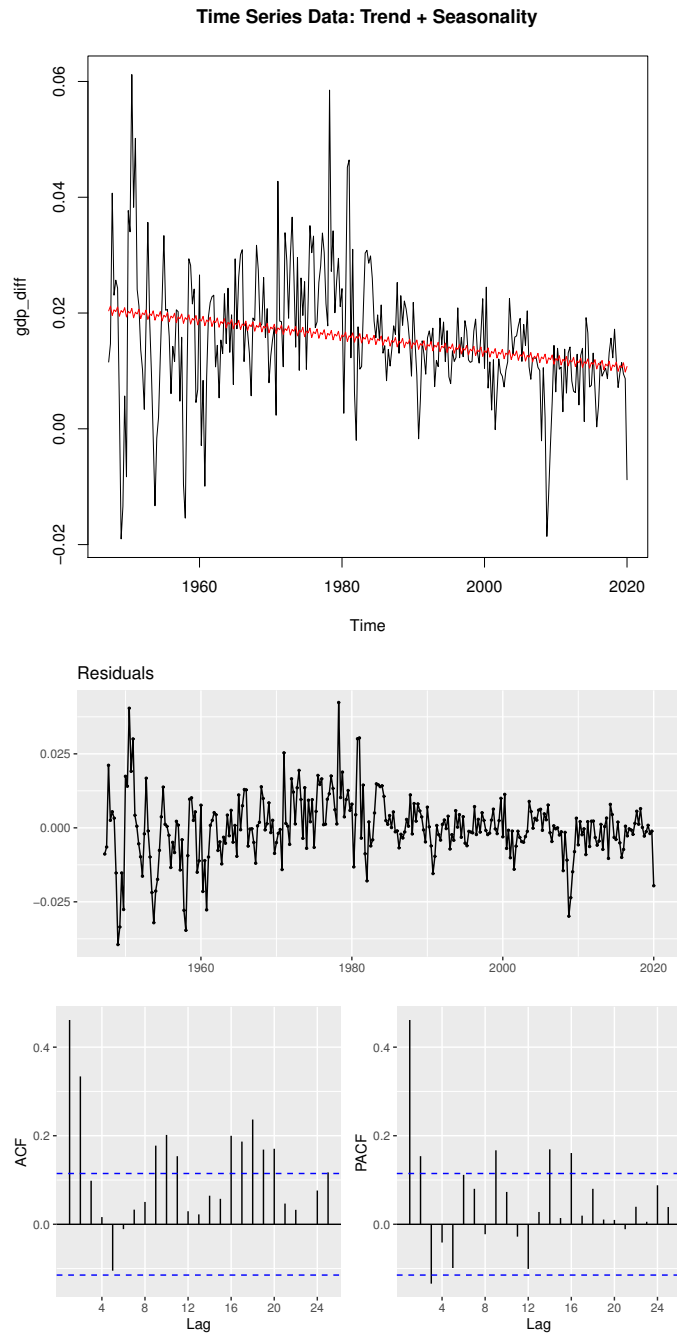 Time Series Data: Trend + Seasonality
gdp_diff
0.06
0.04
0.02
0.00
−0.02
1960 1980 2000 2020
Time
Residuals
0.025
0.000
−0.025
1960 1980 2000 2020
ACF
0.4
0.2
0.0
4 8 12 16 20 24
Lag
PACF
0.4
0.2
0.0
4 8 12 16 20 24
Lag